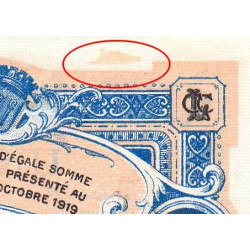 D'ÉGALE SOMME
PRÉSENTÉ AU
OCTOBRE 1919